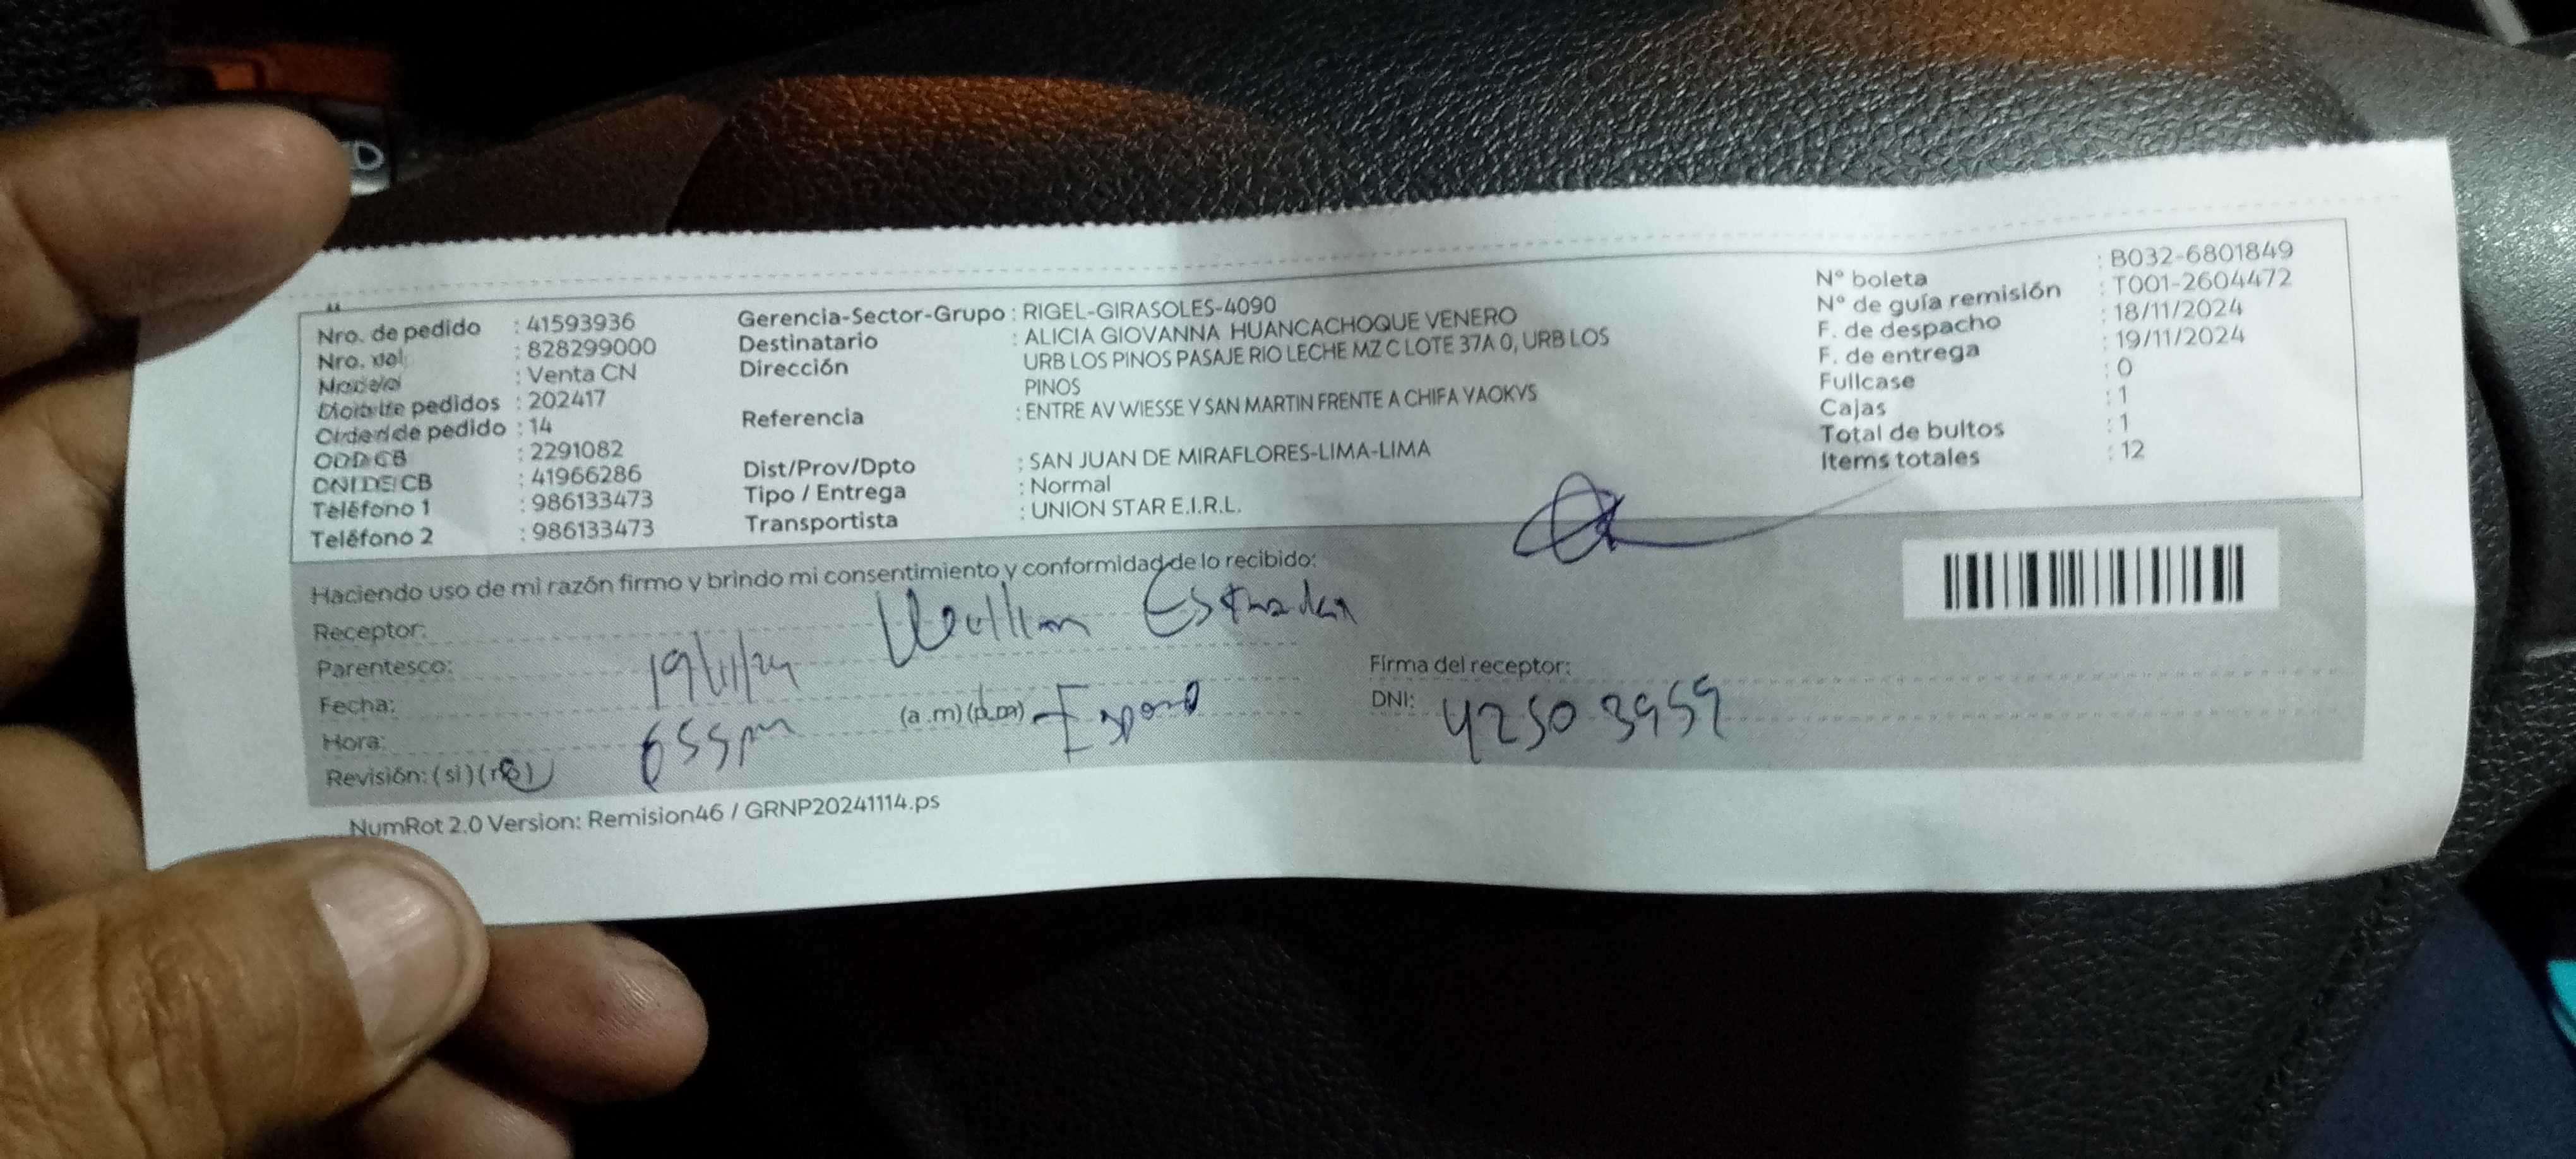 Nro. de pedido : 41593936
Nro. : 828299000
: Venta CN
pedidos : 202417
de pedido : 14
: 2291082
CB : 41966286
Teléfono 1 : 986133473
Teléfono 2 : 986133473
Gerencia-Sector-Grupo : RIGEL-GIRASOLES-4090
Destinatario : ALICIA GIOVANNA HUANCACHOQUE VENERO
Dirección URB LOS PINOS PASAJE RIO LECHE MZ C LOTE 37A 0, URB LOS
PINOS
Referencia : ENTRE AV WIESSE Y SAN MARTIN FRENTE A CHIFA YAOKYS
Dist/Prov/Dpto : SAN JUAN DE MIRAFLORES-LIMA-LIMA
Tipo / Entrega : Normal
Transportista : UNION STAR E.I.R.L.
N° boleta : B032-6801849
N° de guía remisión : T001-2604472
F. de despacho : 18/11/2024
F. de entrega : 19/11/2024
Fullcase : 0
Cajas : 1
Total de bultos : 1
Items totales : 12
Haciendo uso de mi razón firmo y brindo mi consentimiento y conformidad de lo recibido:
Receptor: Estrada
Parentesco:
Fecha: 19/11/24
Hora: 655pm (a.m)(p.m)
Revisión: (si)(no)
Firma del receptor:
DNI: 42503959
NumRot 2.0 Version: Remision46 / GRNP20241114.ps